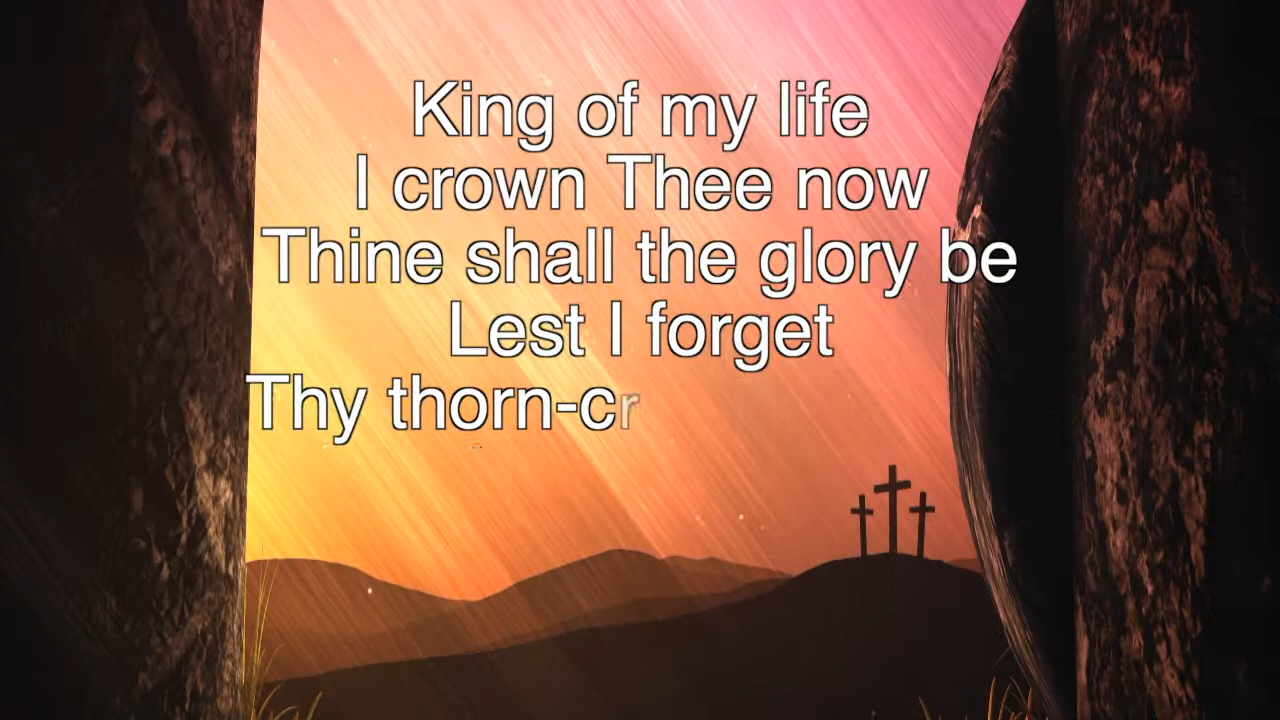 King of my life
I crown Thee now
Thine shall the glory be
Lest I forget
Thy thorn-cr